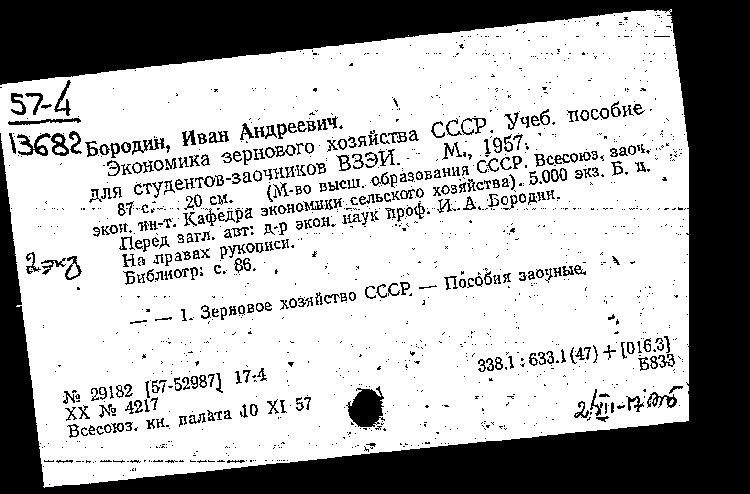 57-4
13682
Бородин, Иван Андреевич.
Экономика зернового хозяйства СССР. Учеб. пособие
для студентов-заочников ВЗЭИ. М., 1957.
87 с. 20 см. (М-во высш. образования СССР. Всесоюз. заоч.
экон. ин-т. Кафедра экономики сельского хозяйства). 5.000 экз. Б. ц.
Перед загл. авт: д-р экон. наук проф. И. А. Бородин.
На правах рукописи.
Библиогр: с. 86.
2 экз
— — 1. Зерновое хозяйство СССР. — Пособия заочные.
338.1 : 633.1(47) + [016.3]
Б833
№ 29182 [57-52987] 17-4
XX № 4217
Всесоюз. кн. палата 10 XI 57
2/XII-17